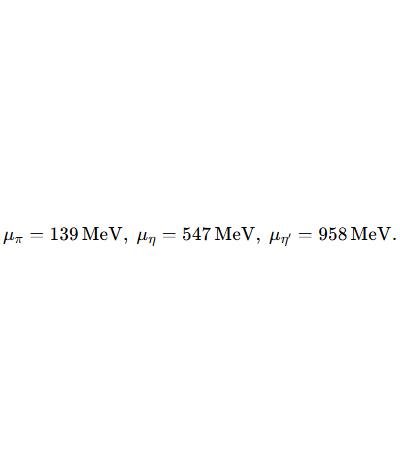 μ_π = 139 MeV, μ_η = 547 MeV, μ_η′ = 958 MeV.